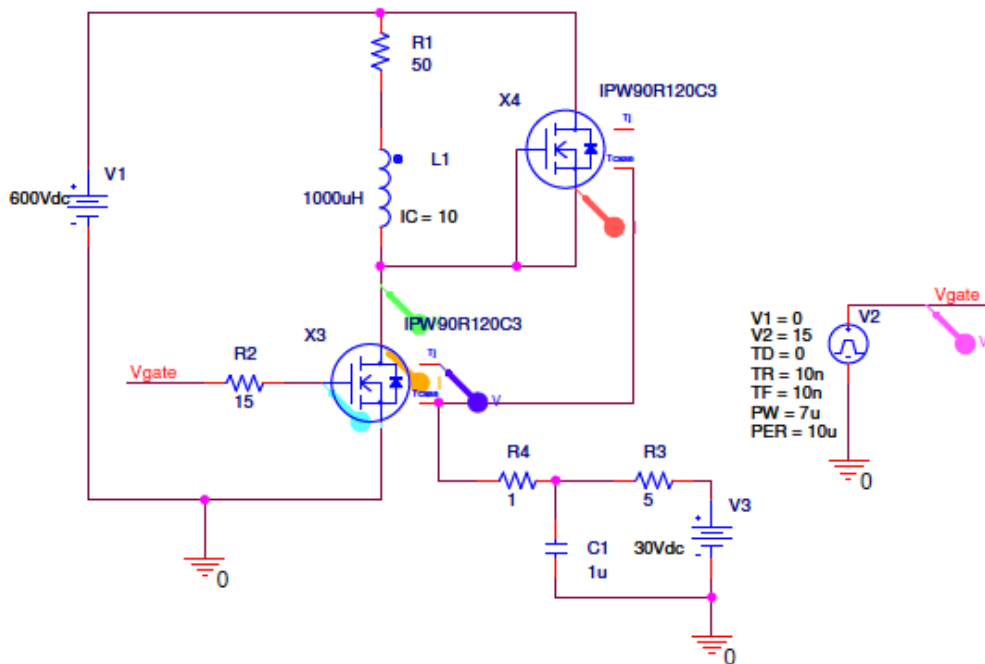 R1
50
IPW90R120C3
X4
Tj
Tcase
V1
600Vdc
+
-
L1
1000uH
IC = 10
I
IPW90R120C3
X3
Tj
Tcase
I
V
R2
Vgate
15
Vgate
V1 = 0
V2
V2 = 15
TD = 0
TR = 10n
TF = 10n
PW = 7u
PER = 10u
+
-
V
R4
1
R3
5
V3
+
-
30Vdc
C1
1u
0
0
0